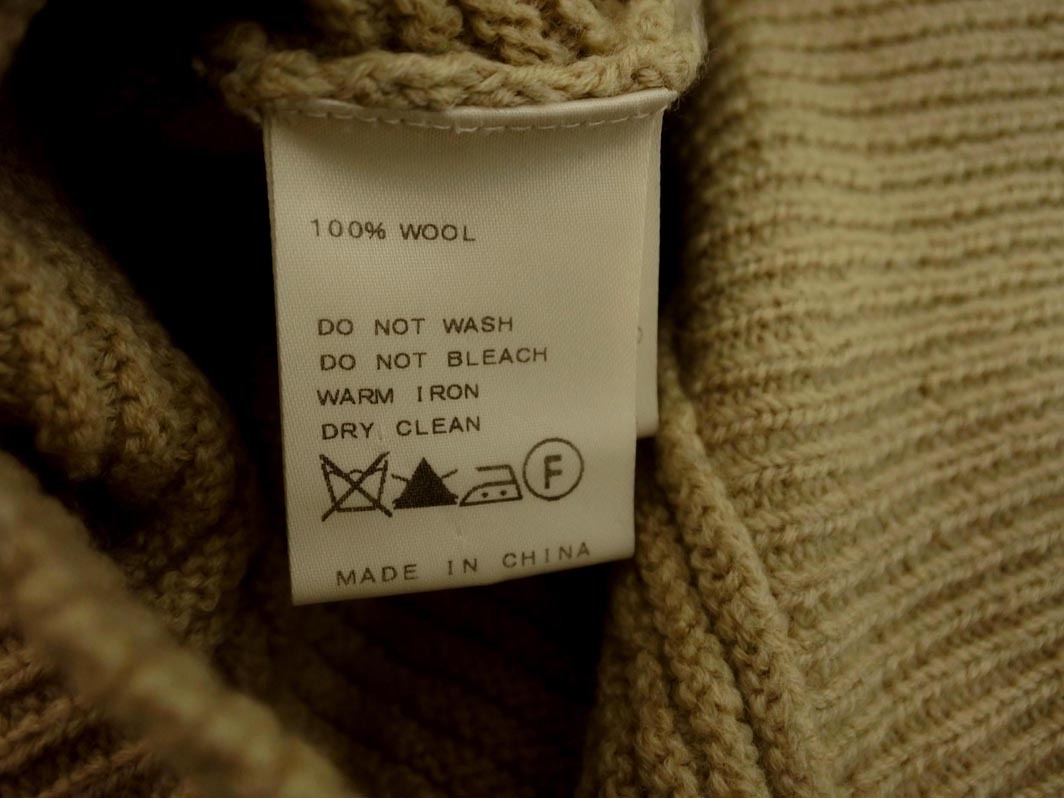 100% WOOL
DO NOT WASH
DO NOT BLEACH
WARM IRON
DRY CLEAN
F
MADE IN CHINA